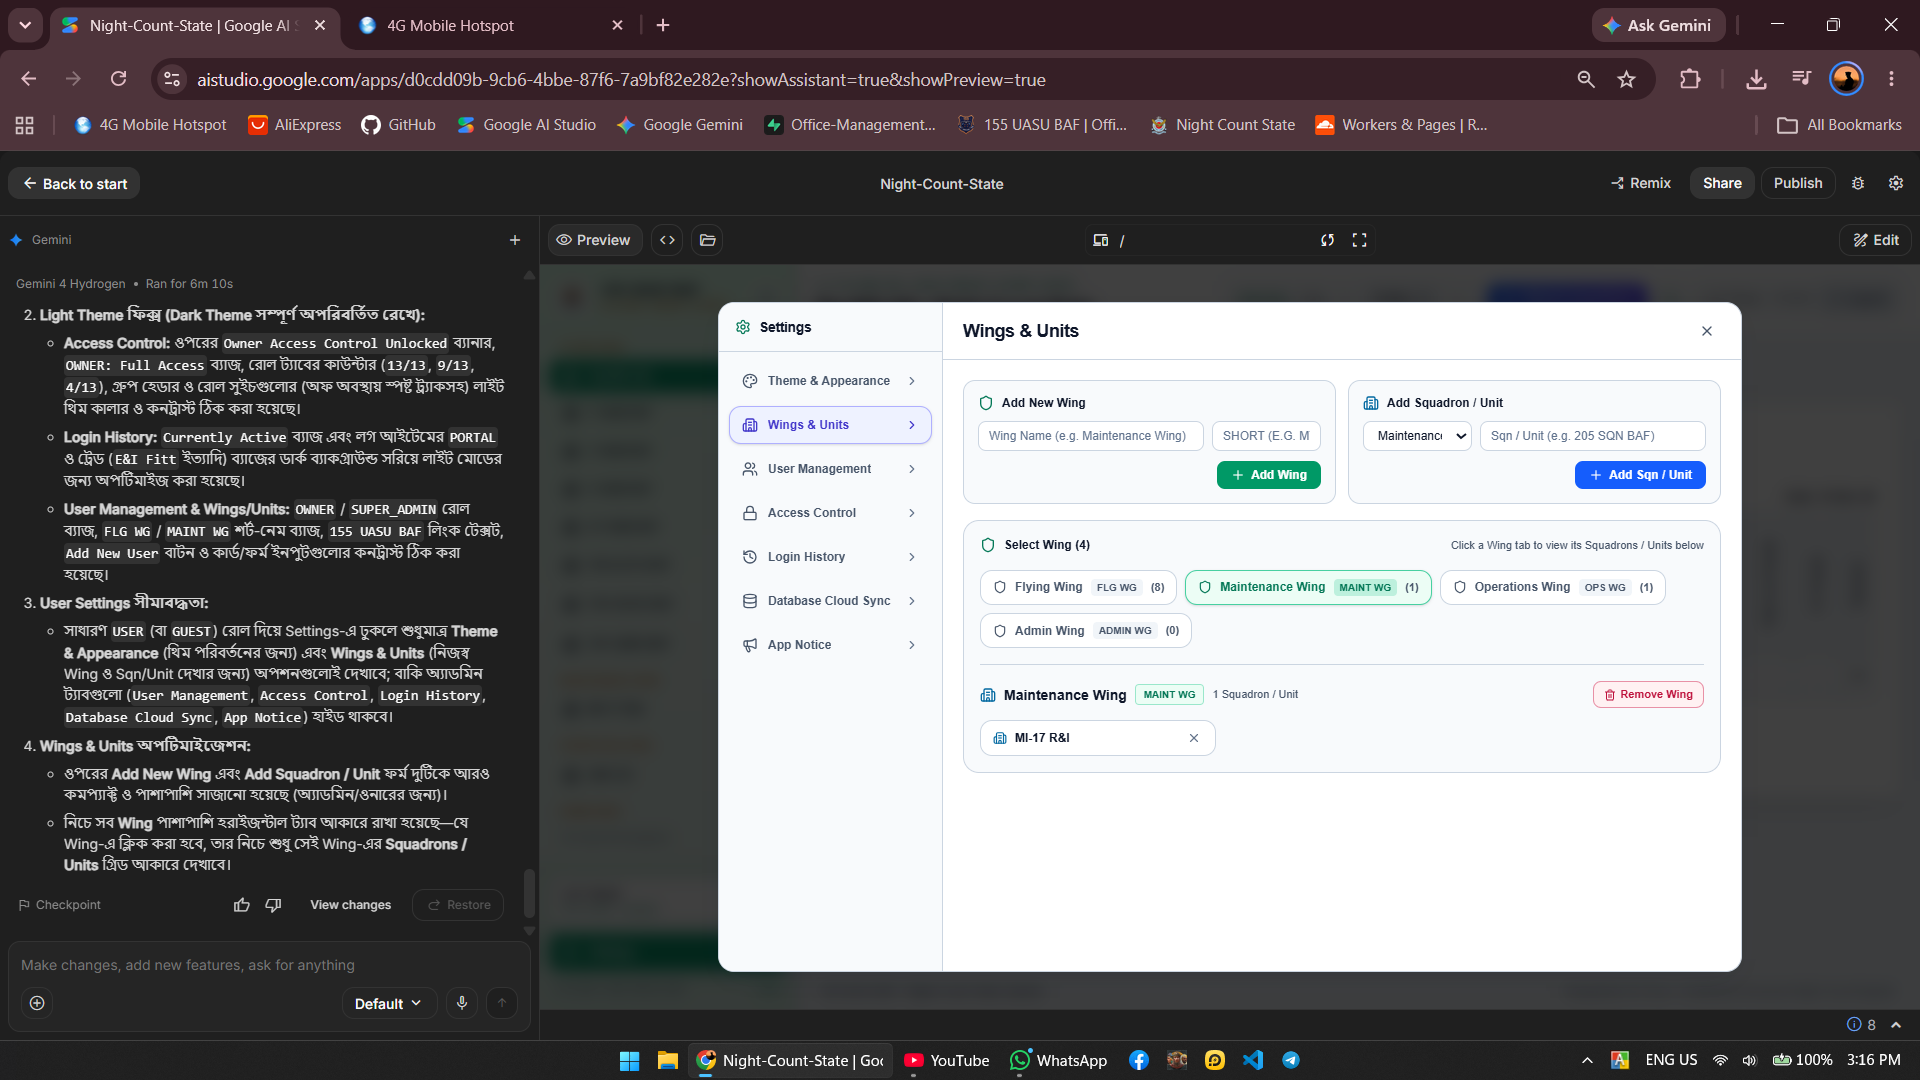 Night-Count-State | Google AI S
4G Mobile Hotspot
Ask Gemini
aistudio.google.com/apps/d0cdd09b-9cb6-4bbe-87f6-7a9bf82e282e?showAssistant=true&showPreview=true
4G Mobile Hotspot
AliExpress
GitHub
Google AI Studio
Google Gemini
Office-Management...
155 UASU BAF | Offi...
Night Count State
Workers & Pages | R...
All Bookmarks
Back to start
Night-Count-State
Remix
Share
Publish
Gemini
Preview
/
Edit
Gemini 4 Hydrogen • Ran for 6m 10s
2. Light Theme ফিক্স (Dark Theme সম্পূর্ণ অপরিবর্তিত রেখে):
Access Control: ওপরের Owner Access Control Unlocked ব্যানার,
OWNER: Full Access ব্যাজ, রোল ট্যাবের কাউন্টার (13/13, 9/13,
4/13), গ্রুপ হেডার ও রোল সুইচগুলোর (অফ অবস্থায় স্পষ্ট ট্র্যাকসহ) লাইট
থিম কালার ও কনট্রাস্ট ঠিক করা হয়েছে।
Login History: Currently Active ব্যাজ এবং লগ আইটেমের PORTAL
ও ট্রেড (E&I Fitt ইত্যাদি) ব্যাজের ডার্ক ব্যাকগ্রাউন্ড সরিয়ে লাইট মোডের
জন্য অপটিমাইজ করা হয়েছে।
User Management & Wings/Units: OWNER / SUPER_ADMIN রোল
ব্যাজ, FLG WG / MAINT WG শর্ট-নেম ব্যাজ, 155 UASU BAF লিংক টেক্সট,
Add New User বাটন ও কার্ড/ফর্ম ইনপুটগুলোর কনট্রাস্ট ঠিক করা
হয়েছে।
3. User Settings সীমাবদ্ধতা:
সাধারণ USER (বা GUEST) রোল দিয়ে Settings-এ ঢুকলে শুধুমাত্র Theme
& Appearance (থিম পরিবর্তনের জন্য) এবং Wings & Units (নিজস্ব
Wing ও Sqn/Unit দেখার জন্য) অপশনগুলোই দেখাবে; বাকি অ্যাডমিন
ট্যাবগুলো (User Management, Access Control, Login History,
Database Cloud Sync, App Notice) হাইড থাকবে।
4. Wings & Units অপটিমাইজেশন:
ওপরের Add New Wing এবং Add Squadron / Unit ফর্ম দুটিকে আরও
কমপ্যাক্ট ও পাশাপাশি সাজানো হয়েছে (অ্যাডমিন/ওনারের জন্য)।
নিচে সব Wing পাশাপাশি হরাইজন্টাল ট্যাব আকারে রাখা হয়েছে—যে
Wing-এ ক্লিক করা হবে, তার নিচে শুধু সেই Wing-এর Squadrons /
Units গ্রিড আকারে দেখাবে।
Checkpoint
View changes
Restore
Make changes, add new features, ask for anything
Default
Settings
Theme & Appearance
Wings & Units
User Management
Access Control
Login History
Database Cloud Sync
App Notice
Wings & Units
Add New Wing
Wing Name (e.g. Maintenance Wing)
SHORT (E.G. M
Add Wing
Add Squadron / Unit
Maintenanc
Sqn / Unit (e.g. 205 SQN BAF)
Add Sqn / Unit
Select Wing (4)
Click a Wing tab to view its Squadrons / Units below
Flying Wing FLG WG (8)
Maintenance Wing MAINT WG (1)
Operations Wing OPS WG (1)
Admin Wing ADMIN WG (0)
Maintenance Wing MAINT WG 1 Squadron / Unit
Remove Wing
MI-17 R&I
8
Night-Count-State | Goo
YouTube
WhatsApp
ENG US
100%
3:16 PM